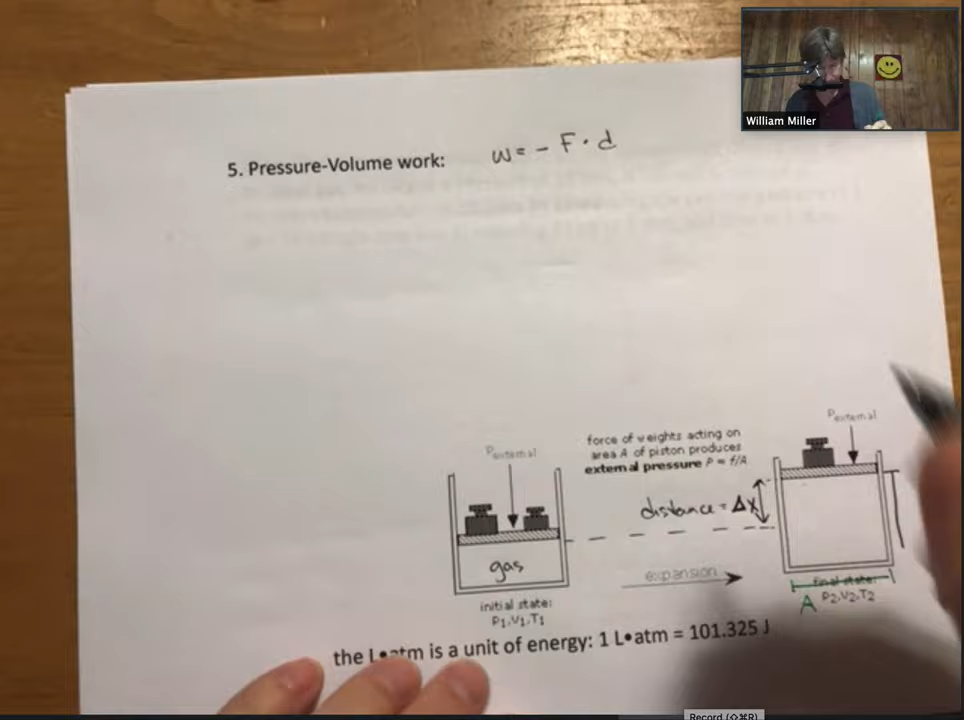 William Miller
5. Pressure-Volume work: w = - F · d
Pexternal
force of weights acting on
area A of piston produces
external pressure P = f/A
Pexternal
distance = Δx
gas
expansion
initial state:
P1,V1,T1
final state:
A P2,V2,T2
the L•atm is a unit of energy: 1 L•atm = 101.325 J
Record (⇧⌘R)